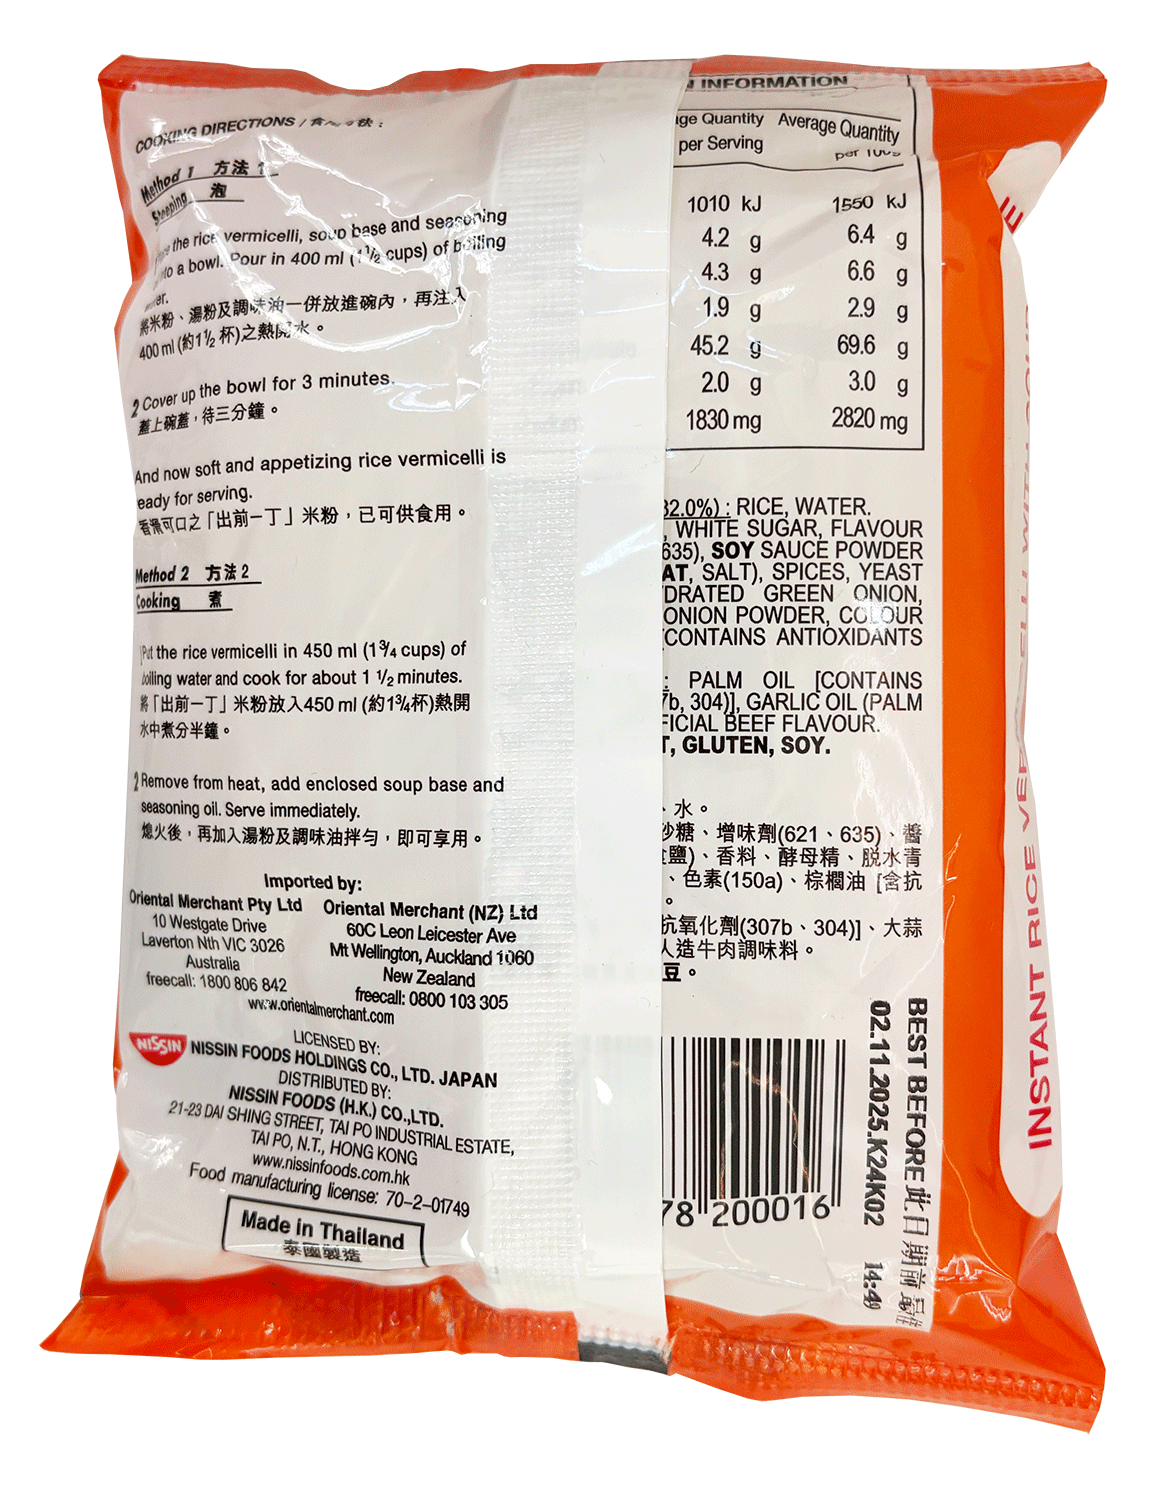 COOKING DIRECTIONS / 食
Method 1 方法 1
Steeping 泡
the rice vermicelli, soup base and seasoning
to a bowl. Pour in 400 ml (1½ cups) of boiling
將米粉、湯粉及調味油一併放進碗內，再注入
400 ml (約1½ 杯)之熱開水。
2 Cover up the bowl for 3 minutes.
蓋上碗蓋，待三分鐘。
And now soft and appetizing rice vermicelli is
eady for serving.
香滑可口之「出前一丁」米粉，已可供食用。
Method 2 方法 2
Cooking 煮
Put the rice vermicelli in 450 ml (1¾ cups) of
boiling water and cook for about 1 ½ minutes.
將「出前一丁」米粉放入450 ml (約1¾杯)熱開
水中煮分半鐘。
2 Remove from heat, add enclosed soup base and
seasoning oil. Serve immediately.
熄火後，再加入湯粉及調味油拌勻，即可享用。
Imported by:
Oriental Merchant Pty Ltd
10 Westgate Drive
Laverton Nth VIC 3026
Australia
freecall: 1800 806 842
Oriental Merchant (NZ) Ltd
60C Leon Leicester Ave
Mt Wellington, Auckland 1060
New Zealand
freecall: 0800 103 305
www.orientalmerchant.com
NISSIN
LICENSED BY:
NISSIN FOODS HOLDINGS CO., LTD. JAPAN
DISTRIBUTED BY:
NISSIN FOODS (H.K.) CO.,LTD.
21-23 DAI SHING STREET, TAI PO INDUSTRIAL ESTATE,
TAI PO, N.T., HONG KONG
www.nissinfoods.com.hk
Food manufacturing license: 70-2-01749
Made in Thailand
泰國製造
INFORMATION
ge Quantity Average Quantity
per Serving per 100g
1010 kJ 1550 kJ
4.2 g 6.4 g
4.3 g 6.6 g
1.9 g 2.9 g
45.2 g 69.6 g
2.0 g 3.0 g
1830 mg 2820 mg
32.0%) : RICE, WATER.
, WHITE SUGAR, FLAVOUR
635), SOY SAUCE POWDER
AT, SALT), SPICES, YEAST
DRATED GREEN ONION,
ONION POWDER, COLOUR
[CONTAINS ANTIOXIDANTS
: PALM OIL [CONTAINS
7b, 304)], GARLIC OIL (PALM
FICIAL BEEF FLAVOUR.
T, GLUTEN, SOY.
、水。
砂糖、增味劑(621、635)、醬
鹽)、香料、酵母精、脫水青
、色素(150a)、棕櫚油 [含抗
。
抗氧化劑(307b、304)]、大蒜
人造牛肉調味料。
豆。
78 200016
BEST BEFORE 此日期前最佳
02.11.2025.K24K02 14:49
INSTANT RICE VERMICELLI WITH SOUP